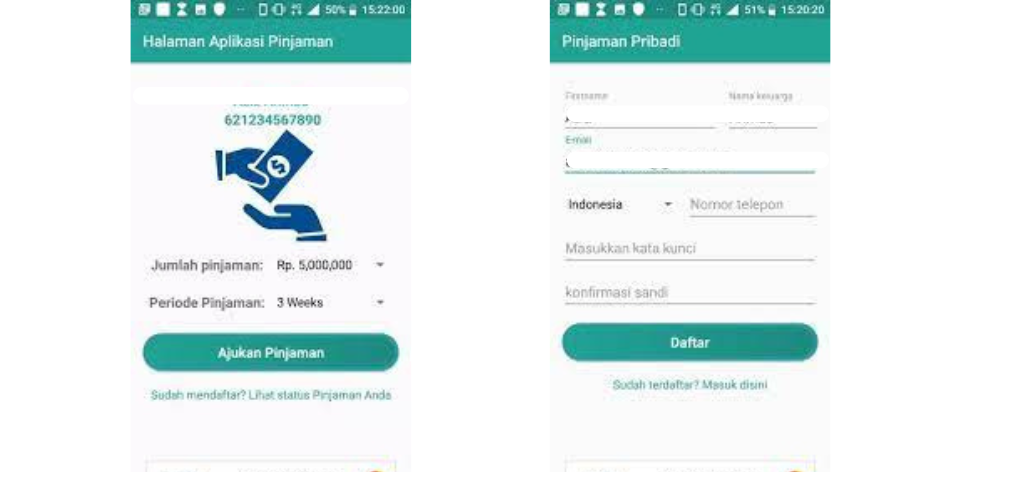 50% 15:22:00
Halaman Aplikasi Pinjaman
621234567890
Jumlah pinjaman: Rp. 5,000,000
Periode Pinjaman: 3 Weeks
Ajukan Pinjaman
Sudah mendaftar? Lihat status Pinjaman Anda
51% 15:20:20
Pinjaman Pribadi
Firstname Nama keluarga
Email
Indonesia Nomor telepon
Masukkan kata kunci
konfirmasi sandi
Daftar
Sudah terdaftar? Masuk disini